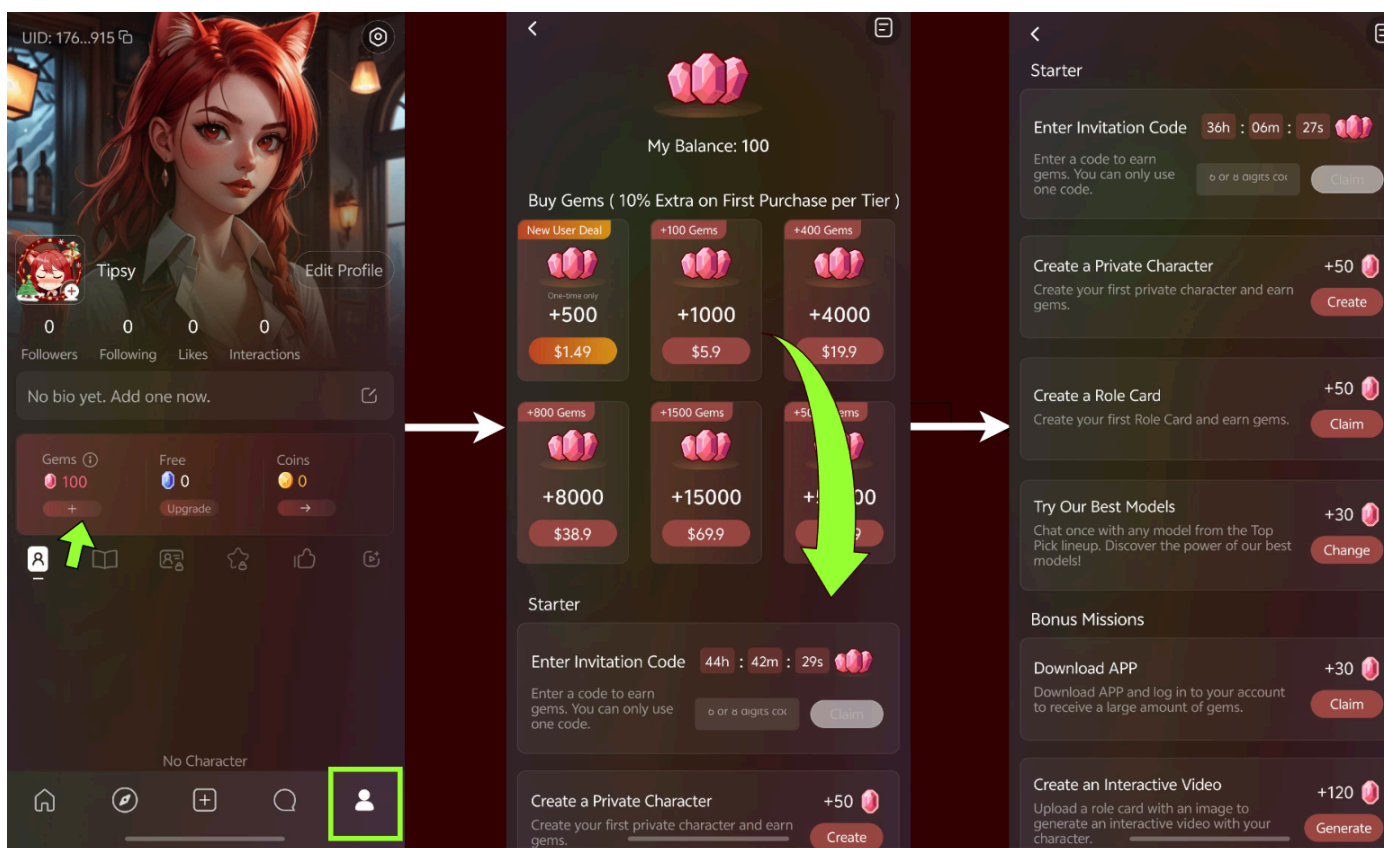 UID: 176...915
Tipsy
Edit Profile
0 0 0 0
Followers Following Likes Interactions
No bio yet. Add one now.
Gems Free Coins
100 0 0
+ Upgrade →
No Character
My Balance: 100
Buy Gems ( 10% Extra on First Purchase per Tier )
New User Deal +100 Gems +400 Gems
One-time only
+500 +1000 +4000
$1.49 $5.9 $19.9
+800 Gems +1500 Gems
+8000 +15000
$38.9 $69.9
Starter
Enter Invitation Code 44h : 42m : 29s
Enter a code to earn
gems. You can only use
one code.
6 or 8 digits
Claim
Create a Private Character +50
Create your first private character and earn
gems.
Create
Starter
Enter Invitation Code 36h : 06m : 27s
Enter a code to earn
gems. You can only use
one code.
6 or 8 digits
Claim
Create a Private Character +50
Create your first private character and earn
gems.
Create
Create a Role Card +50
Create your first Role Card and earn gems.
Claim
Try Our Best Models +30
Chat once with any model from the Top
Pick lineup. Discover the power of our best
models!
Change
Bonus Missions
Download APP +30
Download APP and log in to your account
to receive a large amount of gems.
Claim
Create an Interactive Video +120
Upload a role card with an image to
generate an interactive video with your
character.
Generate